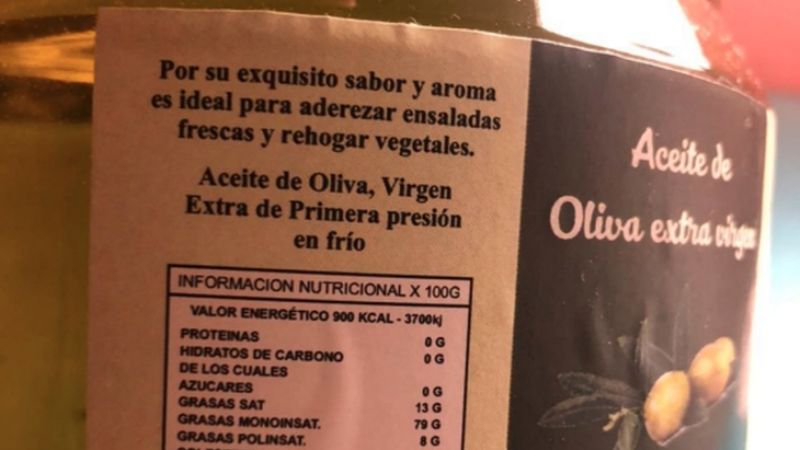 Por su exquisito sabor y aroma
es ideal para aderezar ensaladas
frescas y rehogar vegetales.
Aceite de Oliva, Virgen
Extra de Primera presión
en frío
INFORMACION NUTRICIONAL X 100G
VALOR ENERGÉTICO 900 KCAL - 3700kj
PROTEINAS 0 G
HIDRATOS DE CARBONO 0 G
DE LOS CUALES
AZUCARES 0 G
GRASAS SAT 13 G
GRASAS MONOINSAT. 79 G
GRASAS POLINSAT. 8 G
Aceite de
Oliva extra virgen